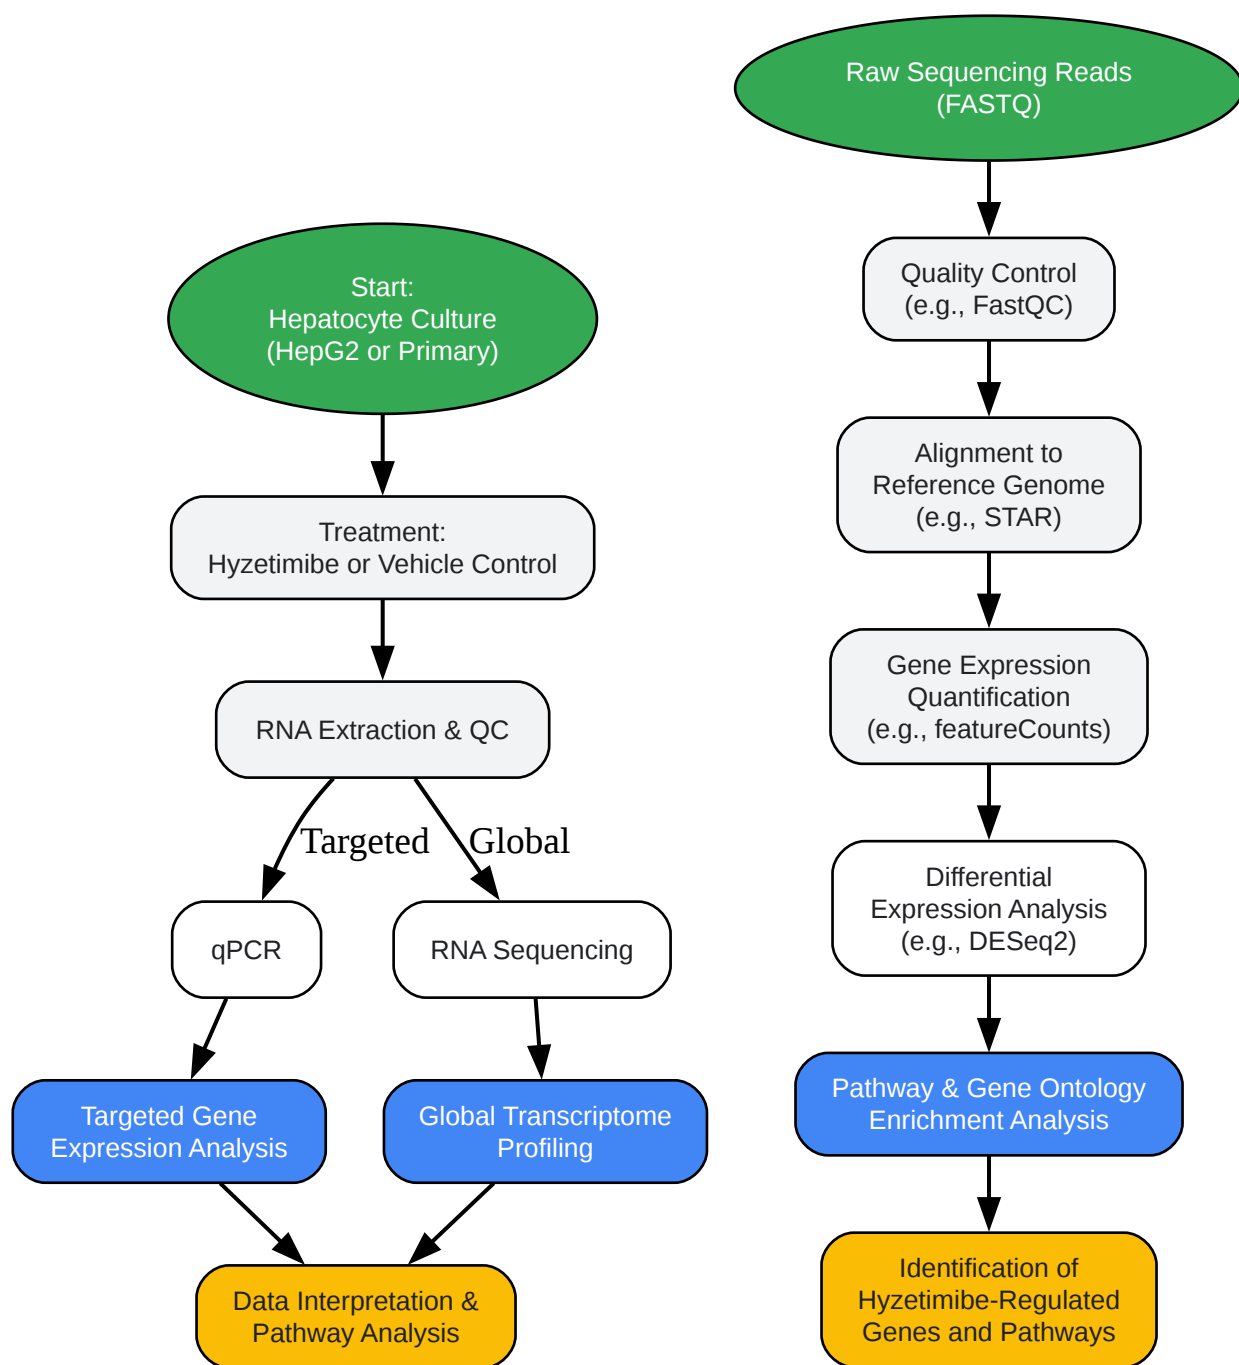 Start:
Hepatocyte Culture
(HepG2 or Primary)
Treatment:
Hyzetimibe or Vehicle Control
RNA Extraction & QC
Targeted
Global
qPCR
RNA Sequencing
Targeted Gene
Expression Analysis
Global Transcriptome
Profiling
Data Interpretation &
Pathway Analysis
Raw Sequencing Reads
(FASTQ)
Quality Control
(e.g., FastQC)
Alignment to
Reference Genome
(e.g., STAR)
Gene Expression
Quantification
(e.g., featureCounts)
Differential
Expression Analysis
(e.g., DESeq2)
Pathway & Gene Ontology
Enrichment Analysis
Identification of
Hyzetimibe-Regulated
Genes and Pathways